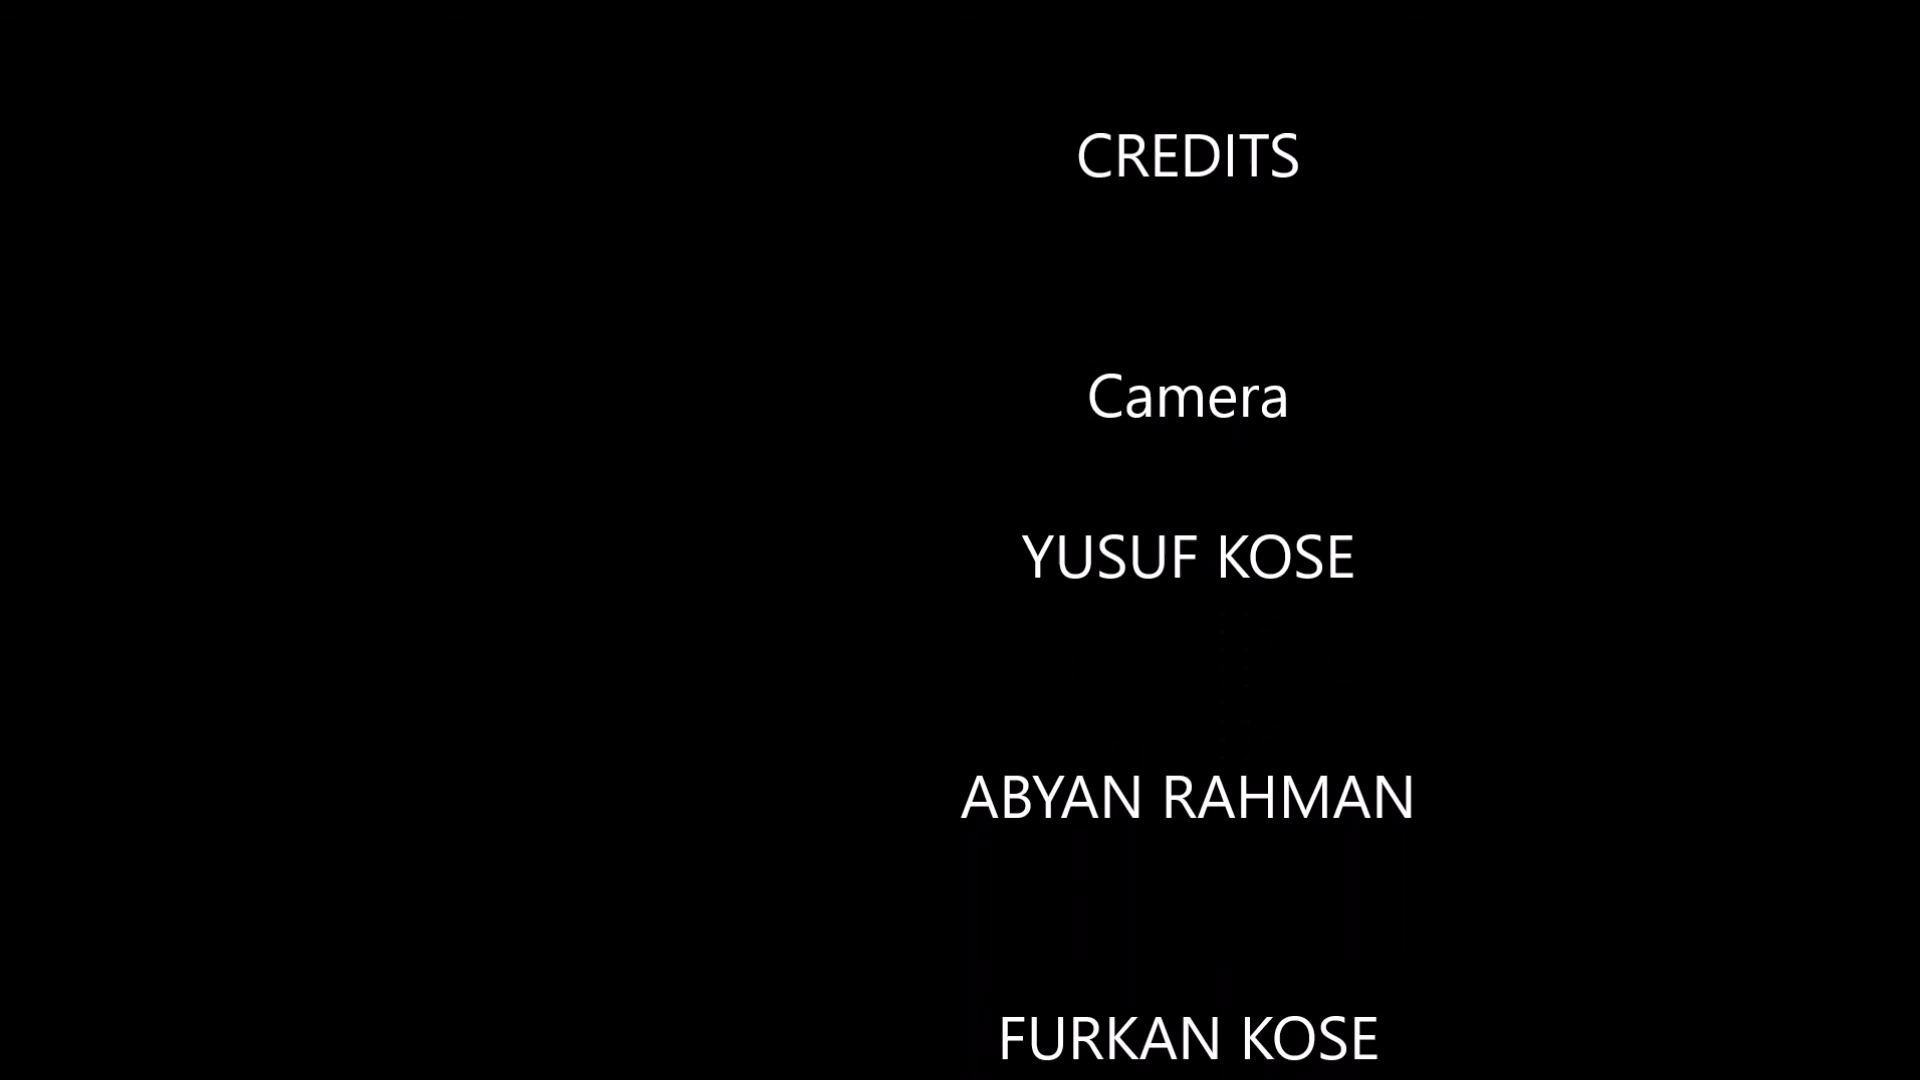 CREDITS
Camera
YUSUF KOSE
ABYAN RAHMAN
FURKAN KOSE